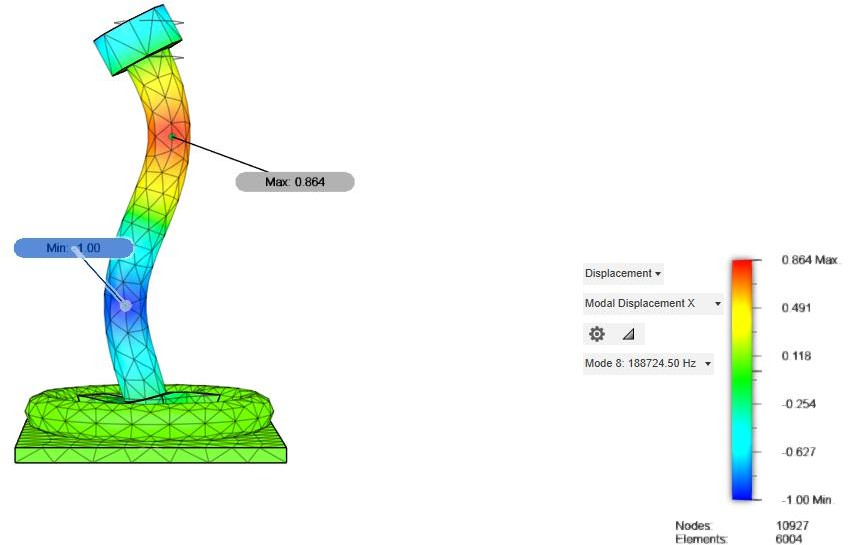 Max: 0.864
Min: -1.00
Displacement
Modal Displacement X
Mode 8: 188724.50 Hz
0.864 Max.
0.491
0.118
-0.254
-0.627
-1.00 Min.
Nodes: 10927
Elements: 6004